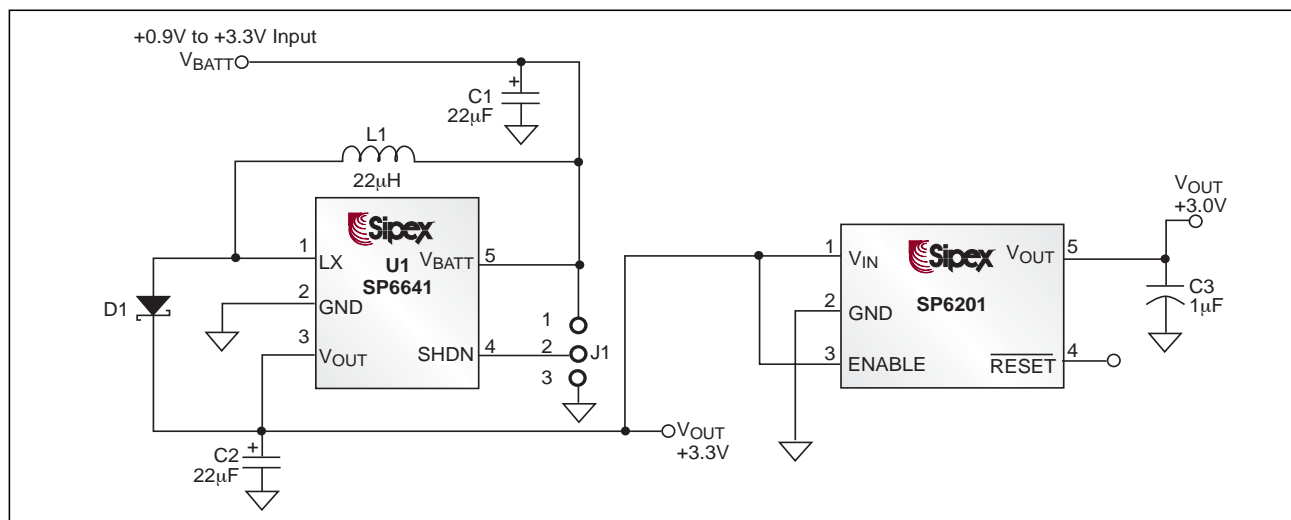 +0.9V to +3.3V Input
VBATT
+
C1
22µF
L1
22µH
Sipex
U1
SP6641
1
LX
VBATT
5
2
GND
3
VOUT
SHDN
4
D1
1
2
J1
3
C2
+
22µF
VOUT
+3.3V
Sipex
SP6201
1
VIN
VOUT
5
2
GND
3
ENABLE
RESET
4
VOUT
+3.0V
C3
1µF